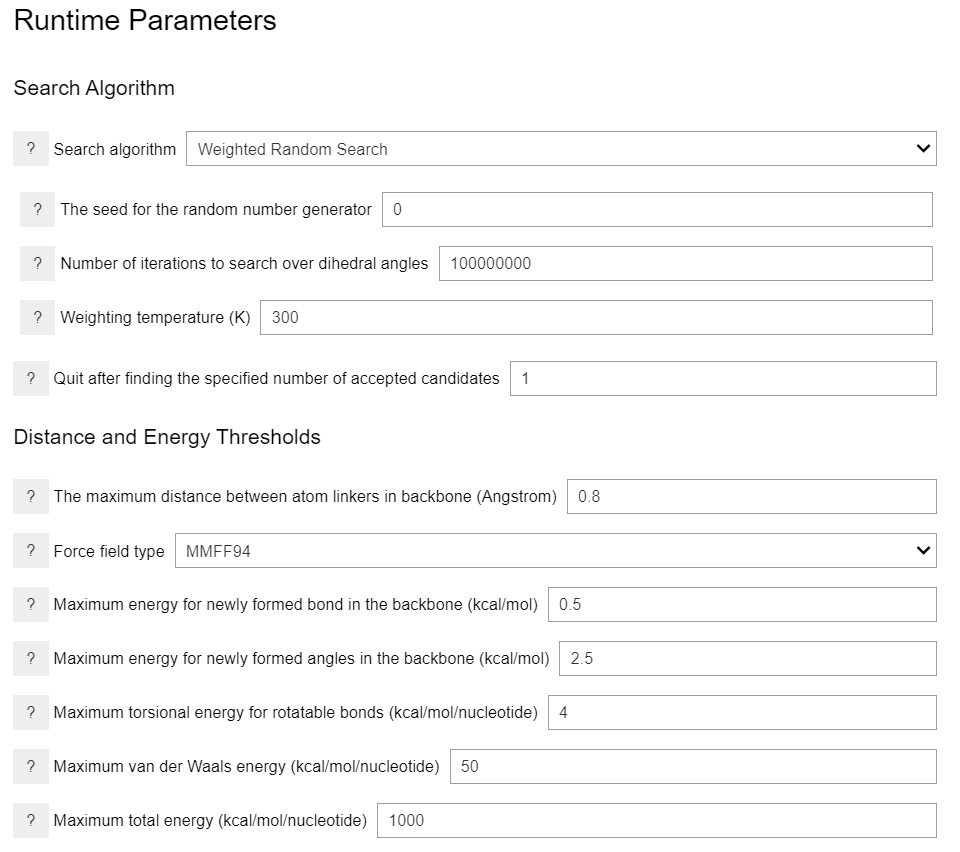 Runtime Parameters
Search Algorithm
? Search algorithm Weighted Random Search
? The seed for the random number generator 0
? Number of iterations to search over dihedral angles 100000000
? Weighting temperature (K) 300
? Quit after finding the specified number of accepted candidates 1
Distance and Energy Thresholds
? The maximum distance between atom linkers in backbone (Angstrom) 0.8
? Force field type MMFF94
? Maximum energy for newly formed bond in the backbone (kcal/mol) 0.5
? Maximum energy for newly formed angles in the backbone (kcal/mol) 2.5
? Maximum torsional energy for rotatable bonds (kcal/mol/nucleotide) 4
? Maximum van der Waals energy (kcal/mol/nucleotide) 50
? Maximum total energy (kcal/mol/nucleotide) 1000